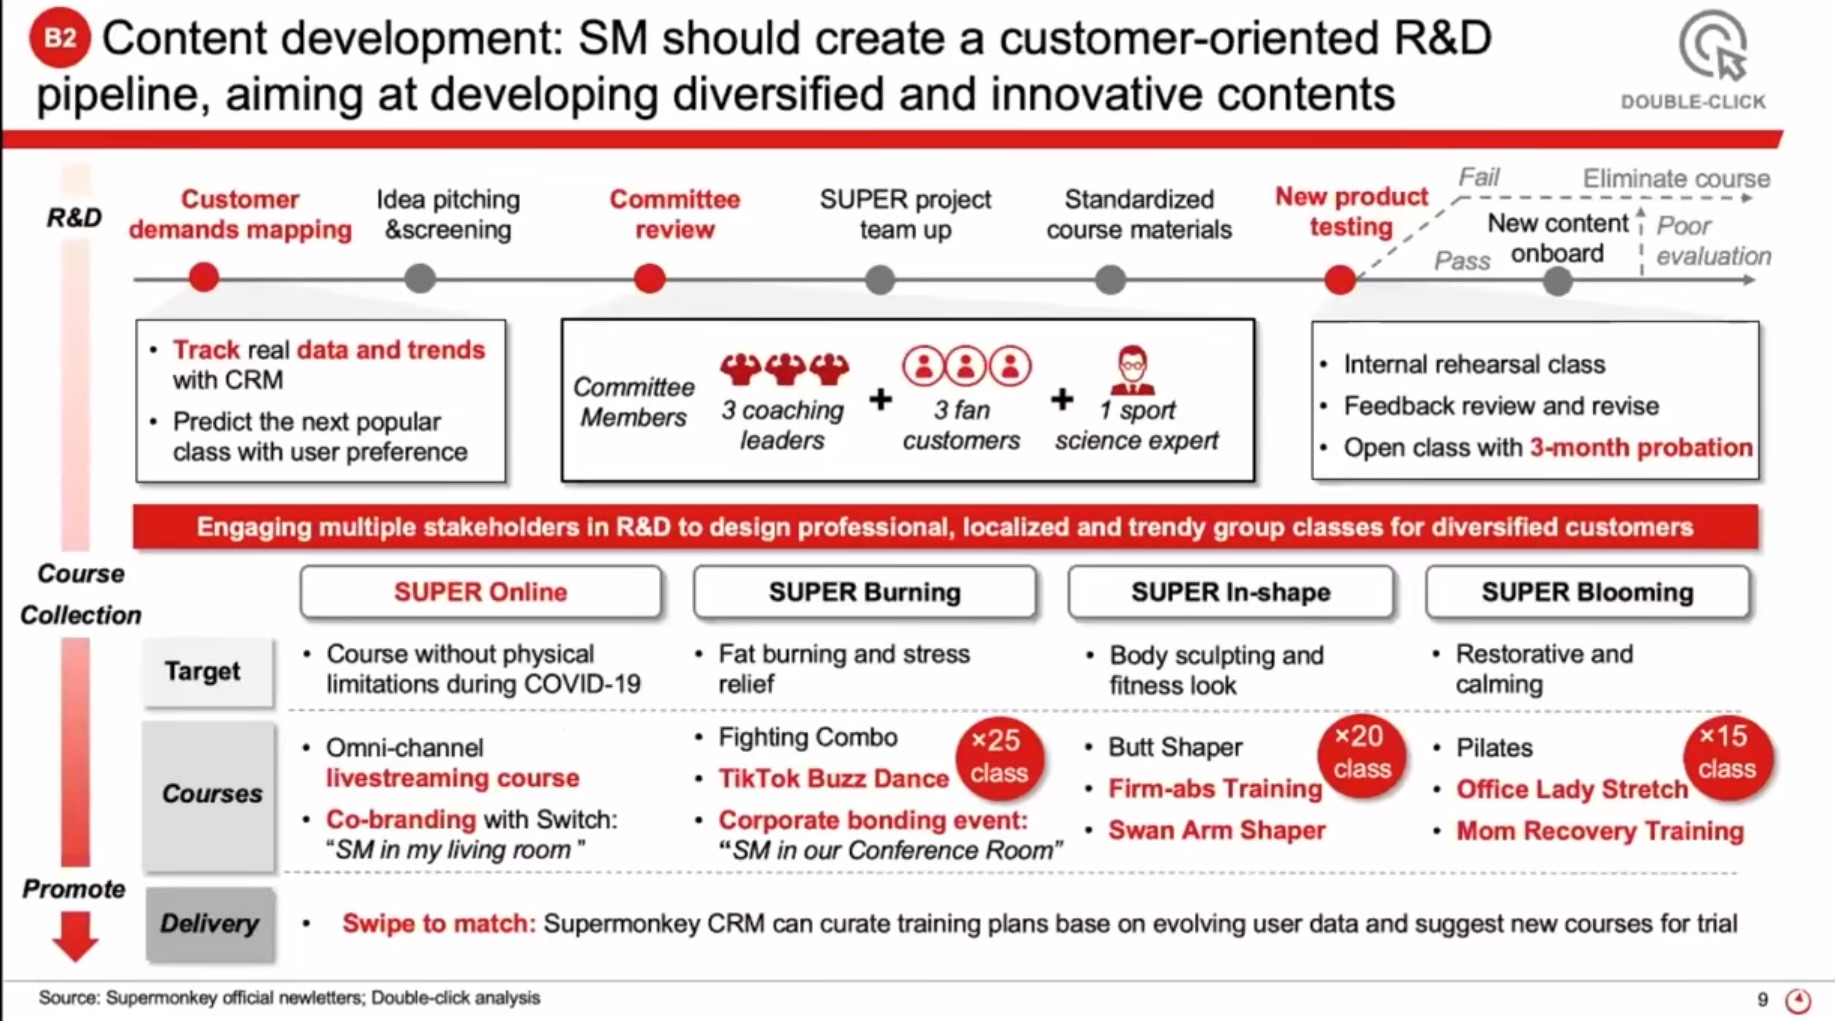 B2 Content development: SM should create a customer-oriented R&D
pipeline, aiming at developing diversified and innovative contents
DOUBLE-CLICK
R&D
Customer
demands mapping
Idea pitching
&screening
Committee
review
SUPER project
team up
Standardized
course materials
New product
testing
Fail
Eliminate course
Pass
New content
onboard
Poor
evaluation
• Track real data and trends
with CRM
• Predict the next popular
class with user preference
Committee
Members
3 coaching
leaders
+
3 fan
customers
+
1 sport
science expert
• Internal rehearsal class
• Feedback review and revise
• Open class with 3-month probation
Engaging multiple stakeholders in R&D to design professional, localized and trendy group classes for diversified customers
Course
Collection
SUPER Online
SUPER Burning
SUPER In-shape
SUPER Blooming
Target
• Course without physical
limitations during COVID-19
• Fat burning and stress
relief
• Body sculpting and
fitness look
• Restorative and
calming
Courses
• Omni-channel
livestreaming course
• Co-branding with Switch:
“SM in my living room ”
• Fighting Combo
• TikTok Buzz Dance
• Corporate bonding event:
“SM in our Conference Room”
×25
class
• Butt Shaper
• Firm-abs Training
• Swan Arm Shaper
×20
class
• Pilates
• Office Lady Stretch
• Mom Recovery Training
×15
class
Promote
Delivery
• Swipe to match: Supermonkey CRM can curate training plans base on evolving user data and suggest new courses for trial
Source: Supermonkey official newletters; Double-click analysis
9